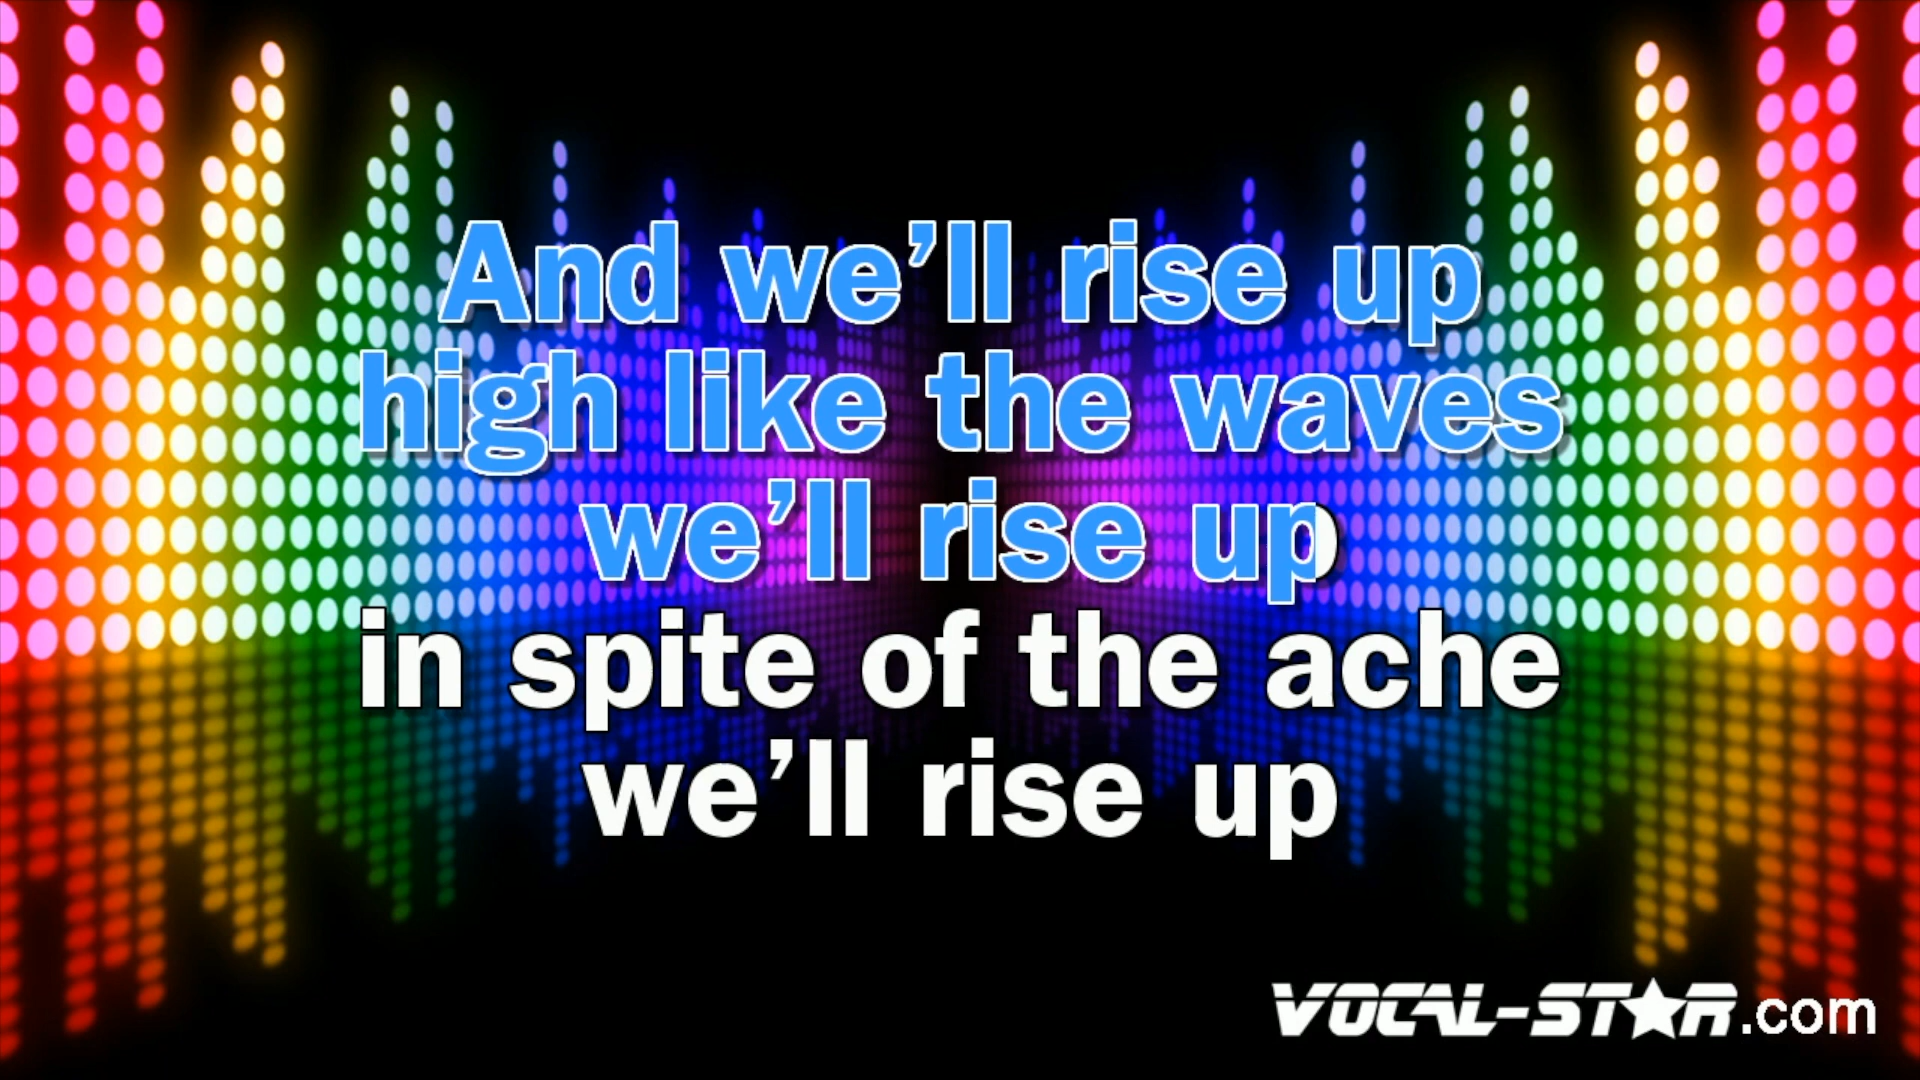 And we’ll rise up
high like the waves
we’ll rise up
in spite of the ache
we’ll rise up
VOCAL-STAR.com